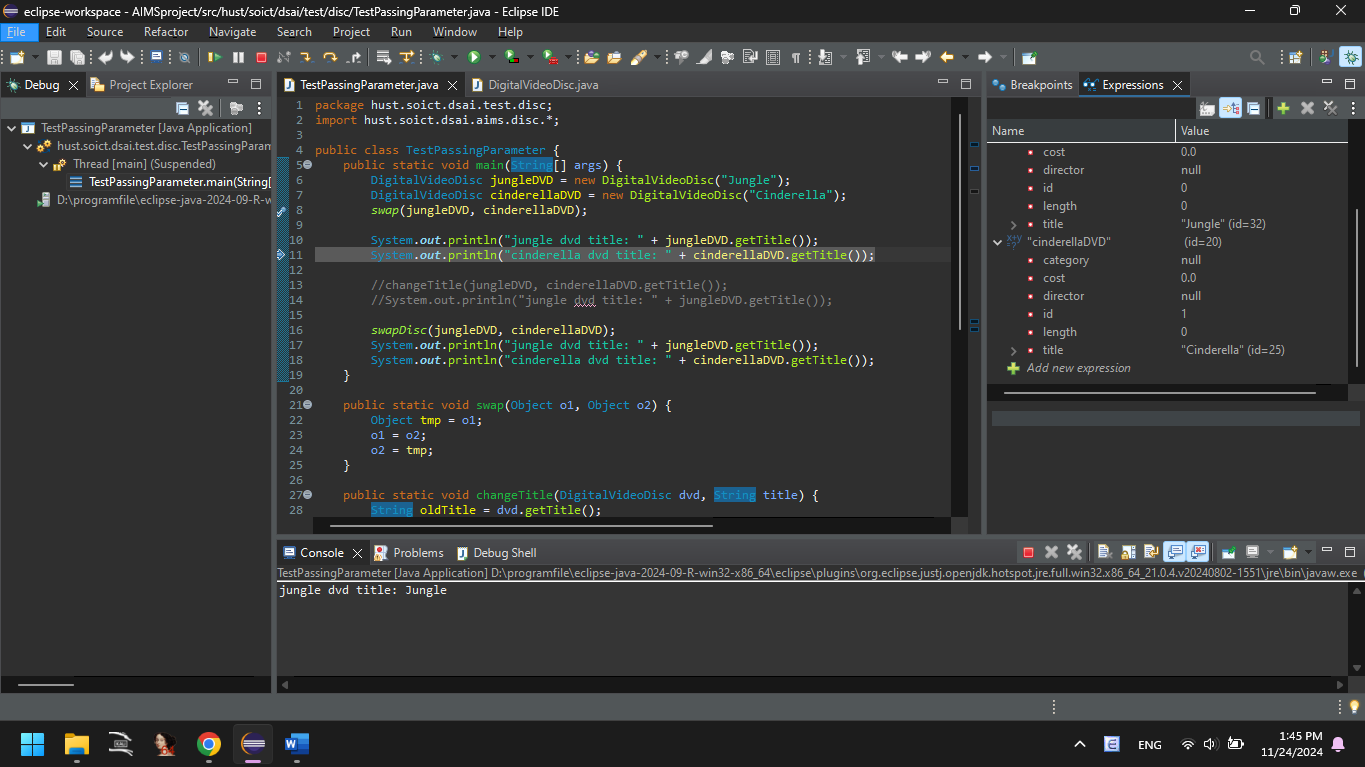 eclipse-workspace - AIMSproject/src/hust/soict/dsai/test/disc/TestPassingParameter.java - Eclipse IDE
File Edit Source Refactor Navigate Search Project Run Window Help
Debug Project Explorer
TestPassingParameter [Java Application]
hust.soict.dsai.test.disc.TestPassingParan
Thread [main] (Suspended)
TestPassingParameter.main(String[
D:\programfile\eclipse-java-2024-09-R-w
TestPassingParameter.java DigitalVideoDisc.java
1 package hust.soict.dsai.test.disc;
2 import hust.soict.dsai.aims.disc.*;
3
4 public class TestPassingParameter {
5 public static void main(String[] args) {
6 DigitalVideoDisc jungleDVD = new DigitalVideoDisc("Jungle");
7 DigitalVideoDisc cinderellaDVD = new DigitalVideoDisc("Cinderella");
8 swap(jungleDVD, cinderellaDVD);
9
10 System.out.println("jungle dvd title: " + jungleDVD.getTitle());
11 System.out.println("cinderella dvd title: " + cinderellaDVD.getTitle());
12
13 //changeTitle(jungleDVD, cinderellaDVD.getTitle());
14 //System.out.println("jungle dvd title: " + jungleDVD.getTitle());
15
16 swapDisc(jungleDVD, cinderellaDVD);
17 System.out.println("jungle dvd title: " + jungleDVD.getTitle());
18 System.out.println("cinderella dvd title: " + cinderellaDVD.getTitle());
19 }
20
21 public static void swap(Object o1, Object o2) {
22 Object tmp = o1;
23 o1 = o2;
24 o2 = tmp;
25 }
26
27 public static void changeTitle(DigitalVideoDisc dvd, String title) {
28 String oldTitle = dvd.getTitle();
Breakpoints Expressions
Name Value
cost 0.0
director null
id 0
length 0
title "Jungle" (id=32)
"cinderellaDVD" (id=20)
category null
cost 0.0
director null
id 1
length 0
title "Cinderella" (id=25)
Add new expression
Console Problems Debug Shell
TestPassingParameter [Java Application] D:\programfile\eclipse-java-2024-09-R-win32-x86_64\eclipse\plugins\org.eclipse.justj.openjdk.hotspot.jre.full.win32.x86_64_21.0.4.v20240802-1551\jre\bin\javaw.exe
jungle dvd title: Jungle
ENG
1:45 PM
11/24/2024